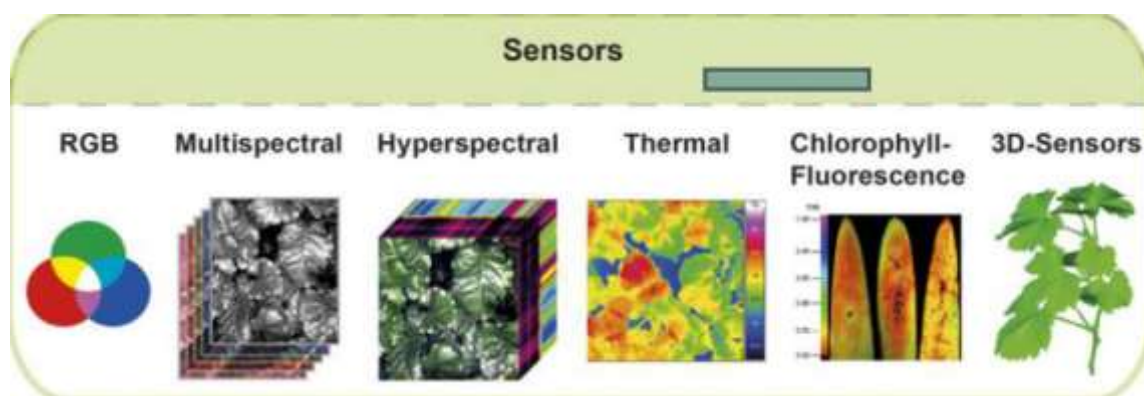 Sensors
RGB
Multispectral
Hyperspectral
Thermal
Chlorophyll-
Fluorescence
3D-Sensors